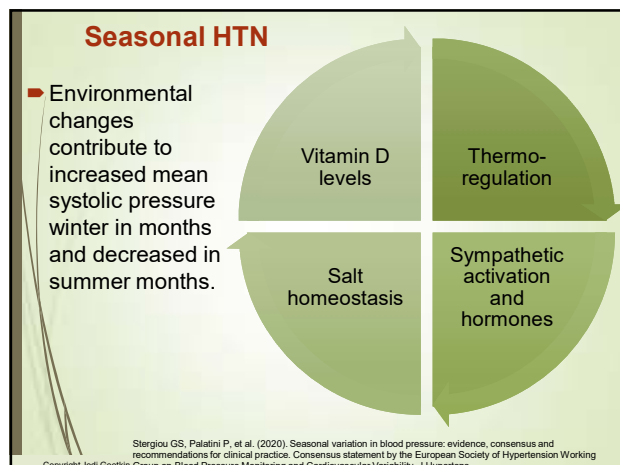 Seasonal HTN
Environmental
changes
contribute to
increased mean
systolic pressure
winter in months
and decreased in
summer months.
Vitamin D
levels
Thermo-
regulation
Salt
homeostasis
Sympathetic
activation
and
hormones
Stergiou GS, Palatini P, et al. (2020). Seasonal variation in blood pressure: evidence, consensus and
recommendations for clinical practice. Consensus statement by the European Society of Hypertension Working
Group on Blood Pressure Monitoring and Cardiovascular Variability. J Hypertens
Copyright Jodi